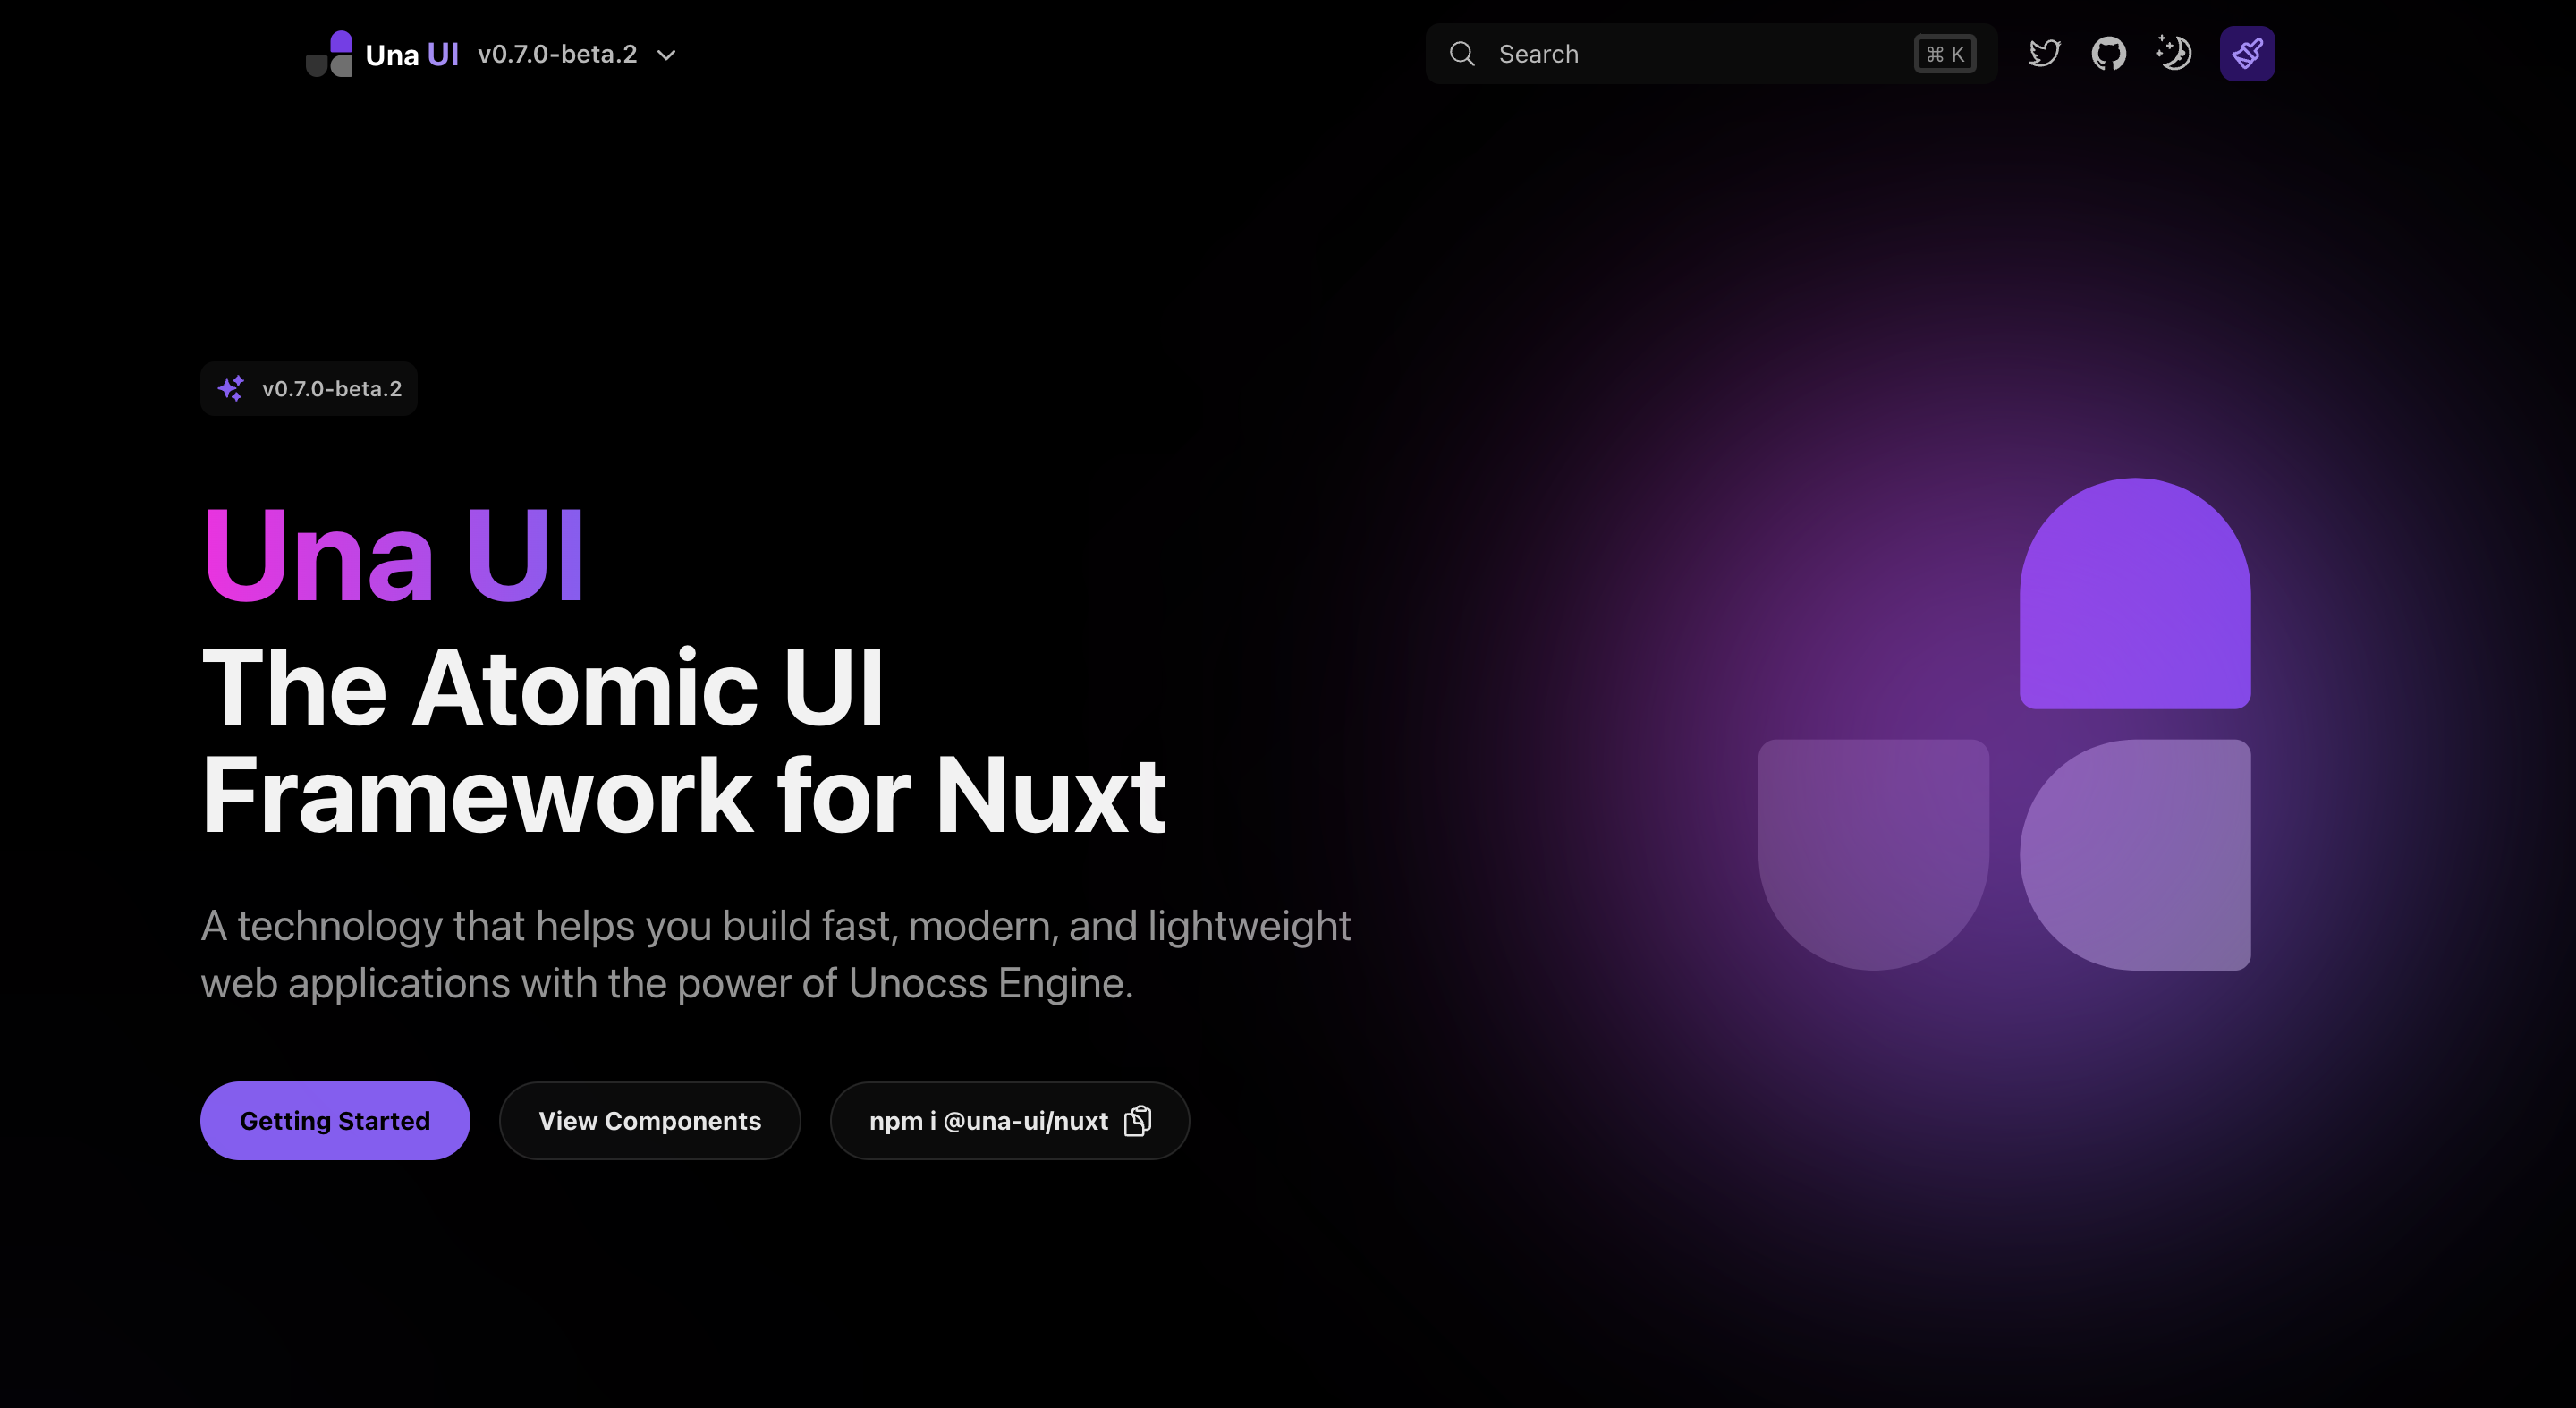 Una UI v0.7.0-beta.2
Search ⌘ K
v0.7.0-beta.2
Una UI
The Atomic UI
Framework for Nuxt
A technology that helps you build fast, modern, and lightweight
web applications with the power of Unocss Engine.
Getting Started
View Components
npm i @una-ui/nuxt